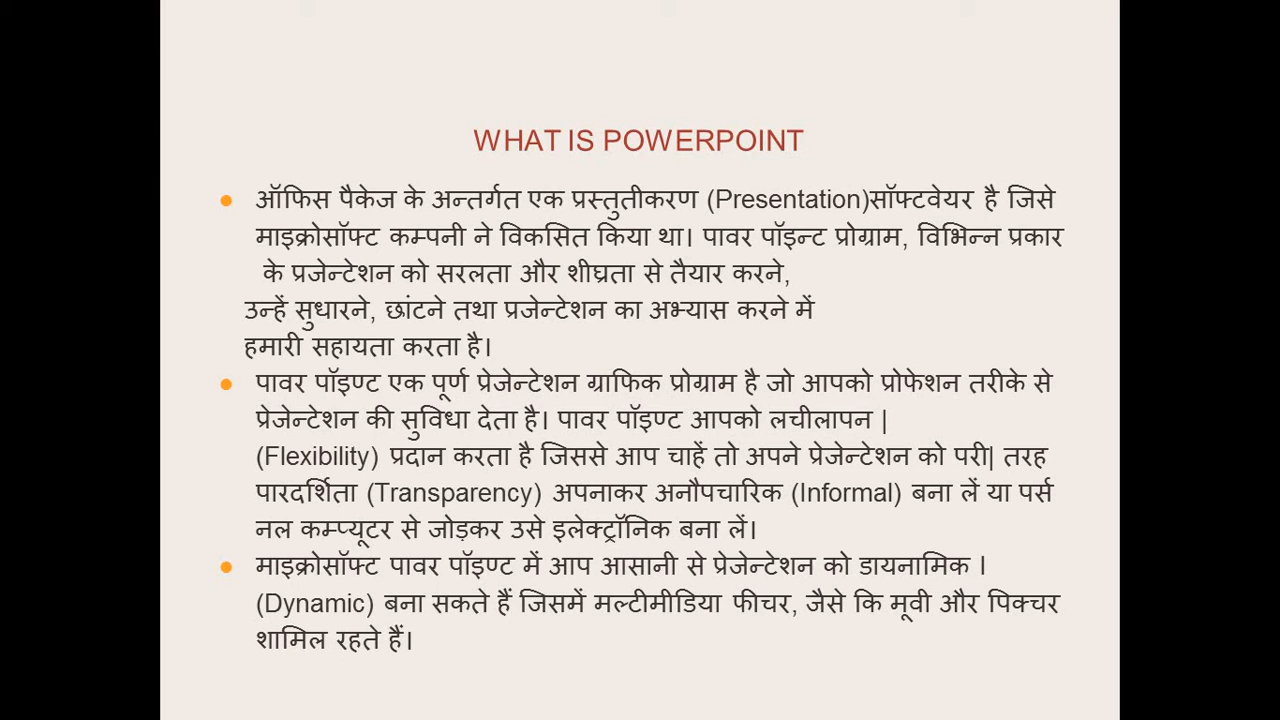 WHAT IS POWERPOINT
ऑफिस पैकेज के अन्तर्गत एक प्रस्तुतीकरण (Presentation)सॉफ्टवेयर है जिसे
माइक्रोसॉफ्ट कम्पनी ने विकसित किया था। पावर पॉइन्ट प्रोग्राम, विभिन्न प्रकार
के प्रजेन्टेशन को सरलता और शीघ्रता से तैयार करने,
उन्हें सुधारने, छांटने तथा प्रजेन्टेशन का अभ्यास करने में
हमारी सहायता करता है।
पावर पॉइण्ट एक पूर्ण प्रेजेन्टेशन ग्राफिक प्रोग्राम है जो आपको प्रोफेशन तरीके से
प्रेजेन्टेशन की सुविधा देता है। पावर पॉइण्ट आपको लचीलापन |
(Flexibility) प्रदान करता है जिससे आप चाहें तो अपने प्रेजेन्टेशन को परी| तरह
पारदर्शिता (Transparency) अपनाकर अनौपचारिक (Informal) बना लें या पर्स
नल कम्प्यूटर से जोड़कर उसे इलेक्ट्रॉनिक बना लें।
माइक्रोसॉफ्ट पावर पॉइण्ट में आप आसानी से प्रेजेन्टेशन को डायनामिक ।
(Dynamic) बना सकते हैं जिसमें मल्टीमीडिया फीचर, जैसे कि मूवी और पिक्चर
शामिल रहते हैं।